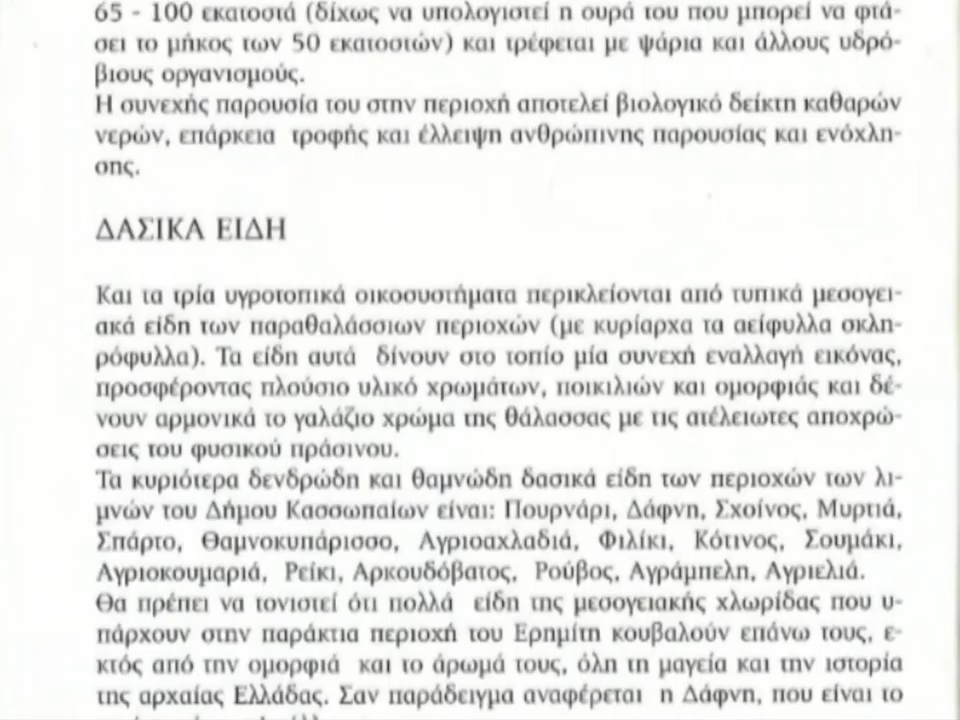 65 - 100 εκατοστά (δίχως να υπολογιστεί η ουρά του που μπορεί να φτά-
σει το μήκος των 50 εκατοστών) και τρέφεται με ψάρια και άλλους υδρό-
βιους οργανισμούς.
Η συνεχής παρουσία του στην περιοχή αποτελεί βιολογικό δείκτη καθαρών
νερών, επάρκεια τροφής και έλλειψη ανθρώπινης παρουσίας και ενόχλη-
σης.
ΔΑΣΙΚΑ ΕΙΔΗ
Και τα τρία υγροτοπικά οικοσυστήματα περικλείονται από τυπικά μεσογει-
ακά είδη των παραθαλάσσιων περιοχών (με κυρίαρχα τα αείφυλλα σκλη-
ρόφυλλα). Τα είδη αυτά δίνουν στο τοπίο μία συνεχή εναλλαγή εικόνας,
προσφέροντας πλούσιο υλικό χρωμάτων, ποικιλιών και ομορφιάς και δέ-
νουν αρμονικά το γαλάζιο χρώμα της θάλασσας με τις ατέλειωτες αποχρώ-
σεις του φυσικού πράσινου.
Τα κυριότερα δενδρώδη και θαμνώδη δασικά είδη των περιοχών των λι-
μνών του Δήμου Κασσωπαίων είναι: Πουρνάρι, Δάφνη, Σχοίνος, Μυρτιά,
Σπάρτο, Θαμνοκυπάρισσο, Αγριοαχλαδιά, Φιλίκι, Κότινος, Σουμάκι,
Αγριοκουμαριά, Ρείκι, Αρκουδόβατος, Ρούβος, Αγράμπελη, Αγριελιά.
Θα πρέπει να τονιστεί ότι πολλά είδη της μεσογειακής χλωρίδας που υ-
πάρχουν στην παράκτια περιοχή του Ερημίτη κουβαλούν επάνω τους, ε-
κτός από την ομορφιά και το άρωμά τους, όλη τη μαγεία και την ιστορία
της αρχαίας Ελλάδας. Σαν παράδειγμα αναφέρεται η Δάφνη, που είναι το